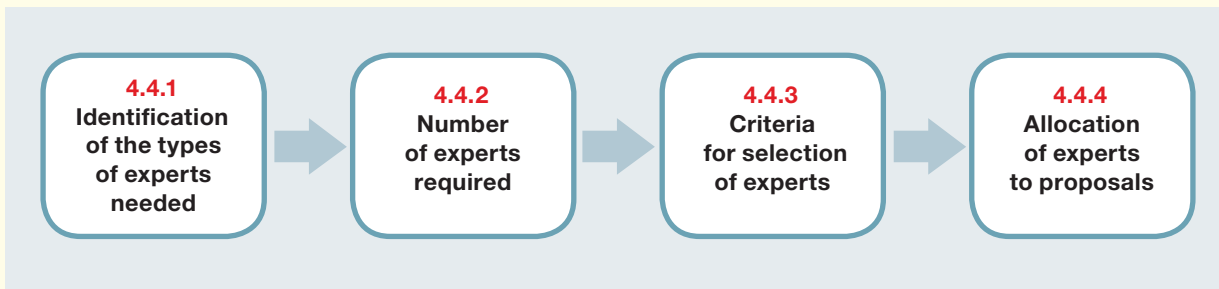 4.4.1
Identification
of the types
of experts
needed
4.4.2
Number
of experts
required
4.4.3
Criteria
for selection
of experts
4.4.4
Allocation
of experts
to proposals